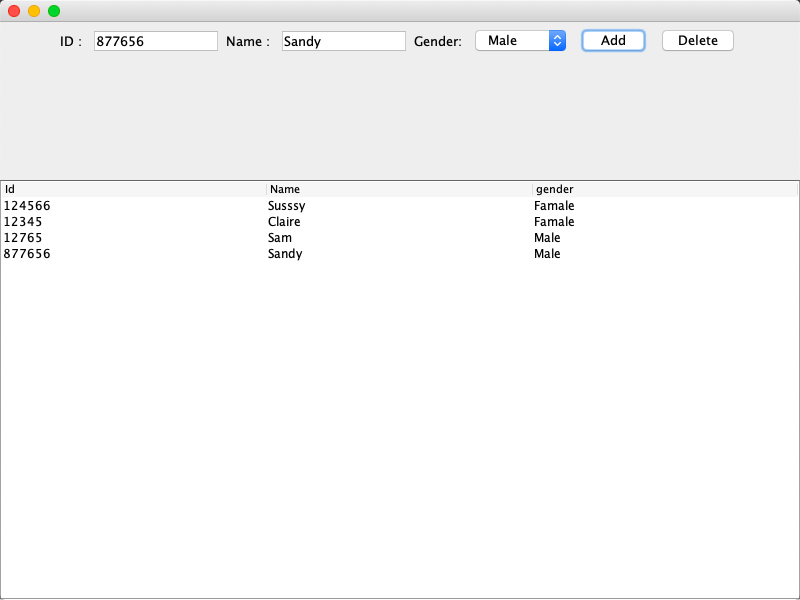 ID : 877656 Name : Sandy Gender: Male Add Delete
Id Name gender
124566 Susssy Famale
12345 Claire Famale
12765 Sam Male
877656 Sandy Male